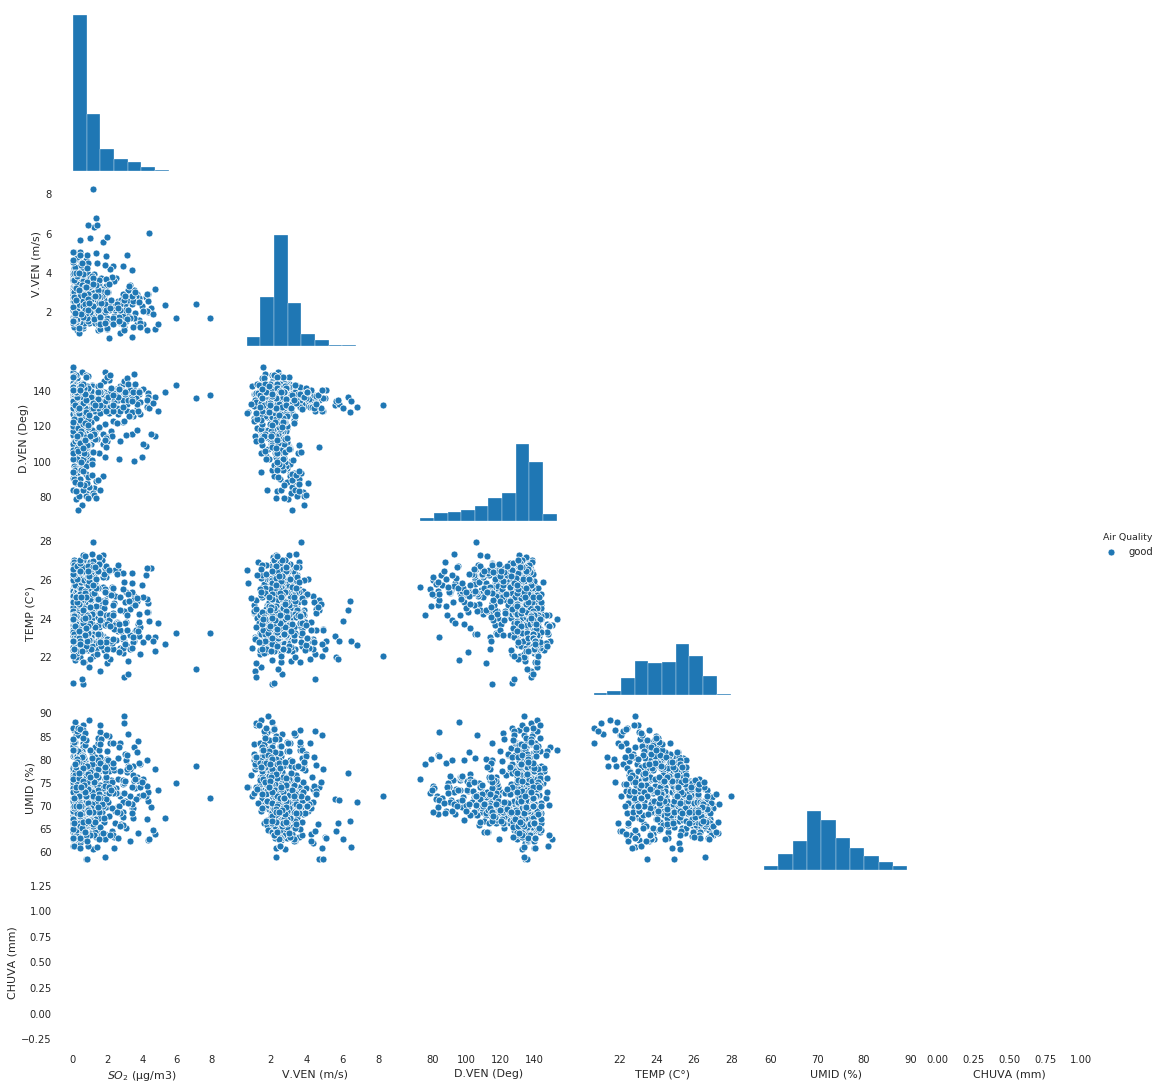 8
6
4
2
V.VEN (m/s)
140
120
100
80
D.VEN (Deg)
28
26
24
22
TEMP (C°)
Air Quality
good
90
85
80
75
70
65
60
UMID (%)
1.25
1.00
0.75
0.50
0.25
0.00
−0.25
CHUVA (mm)
0 2 4 6 8 2 4 6 8 80 100 120 140 22 24 26 28 60 70 80 90 0.00 0.25 0.50 0.75 1.00
SO₂ (µg/m3) V.VEN (m/s) D.VEN (Deg) TEMP (C°) UMID (%) CHUVA (mm)